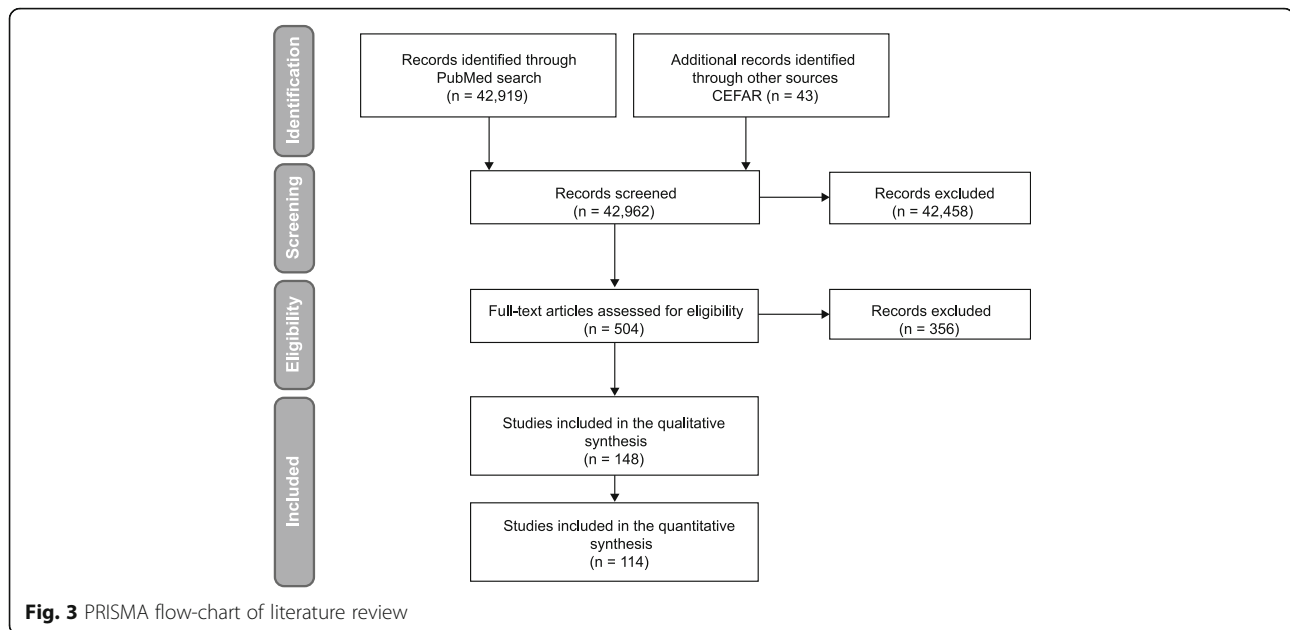 Identification
Records identified through
PubMed search
(n = 42,919)
Additional records identified
through other sources
CEFAR (n = 43)
Screening
Records screened
(n = 42,962)
Records excluded
(n = 42,458)
Eligibility
Full-text articles assessed for eligibility
(n = 504)
Records excluded
(n = 356)
Included
Studies included in the qualitative
synthesis
(n = 148)
Studies included in the quantitative
synthesis
(n = 114)
Fig. 3 PRISMA flow-chart of literature review